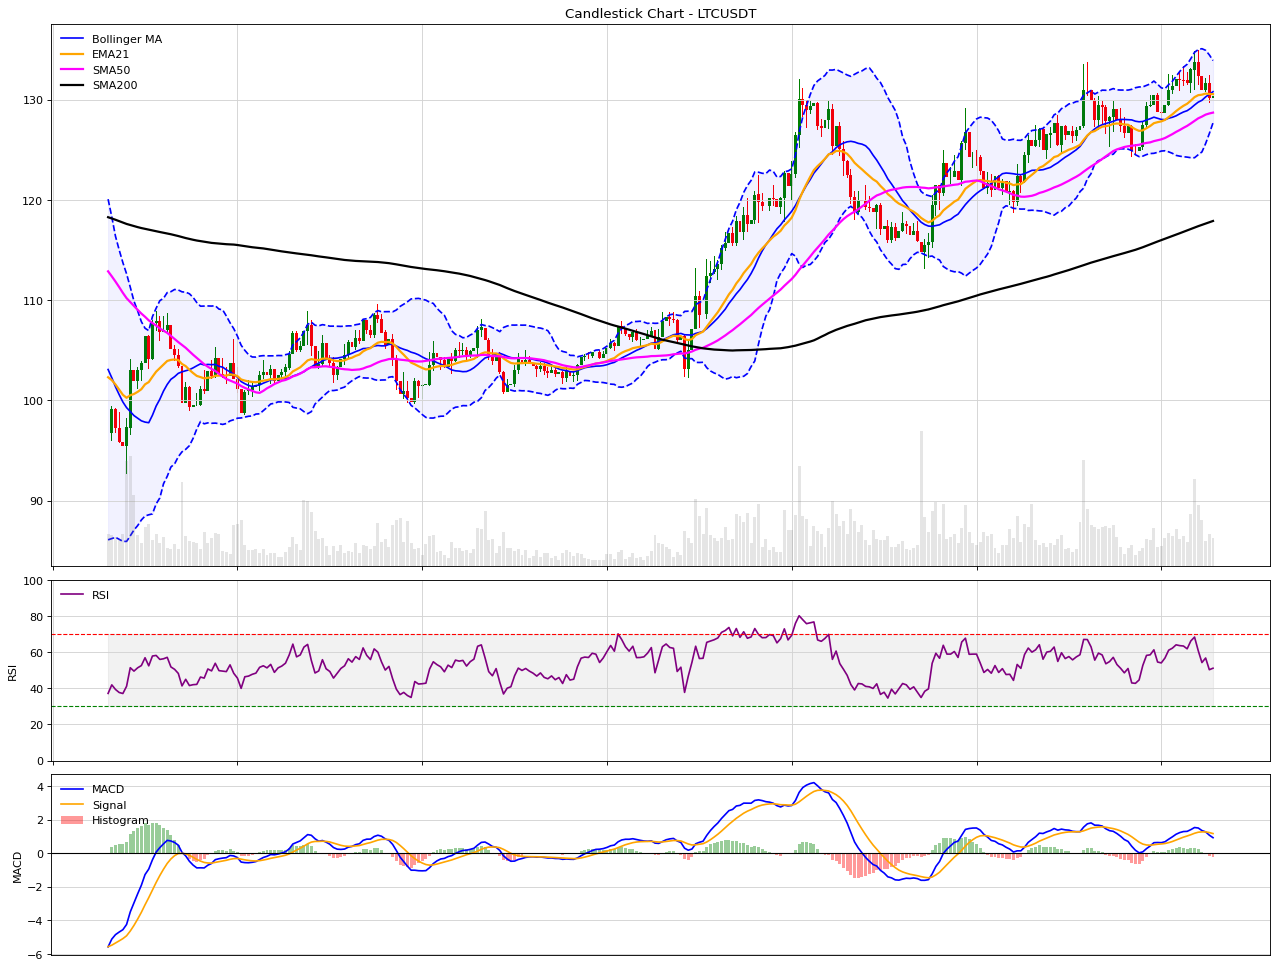 Candlestick Chart - LTCUSDT
Bollinger MA
EMA21
SMA50
SMA200
130
120
110
100
90
100
80
60
40
20
0
RSI
RSI
4
2
0
−2
−4
−6
MACD
MACD
Signal
Histogram